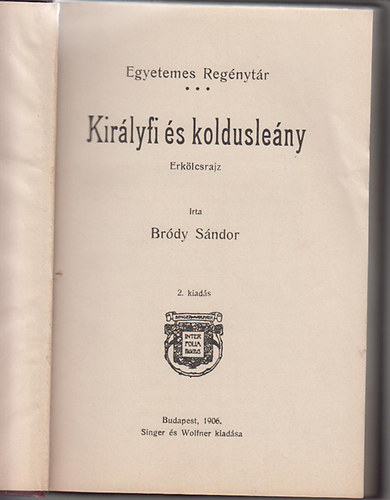 Egyetemes Regénytár
Királyfi és koldusleány
Erkölcsrajz
Irta
Bródy Sándor
2. kiadás
INTER
FOLIA
Budapest, 1906.
Singer és Wolfner kiadása